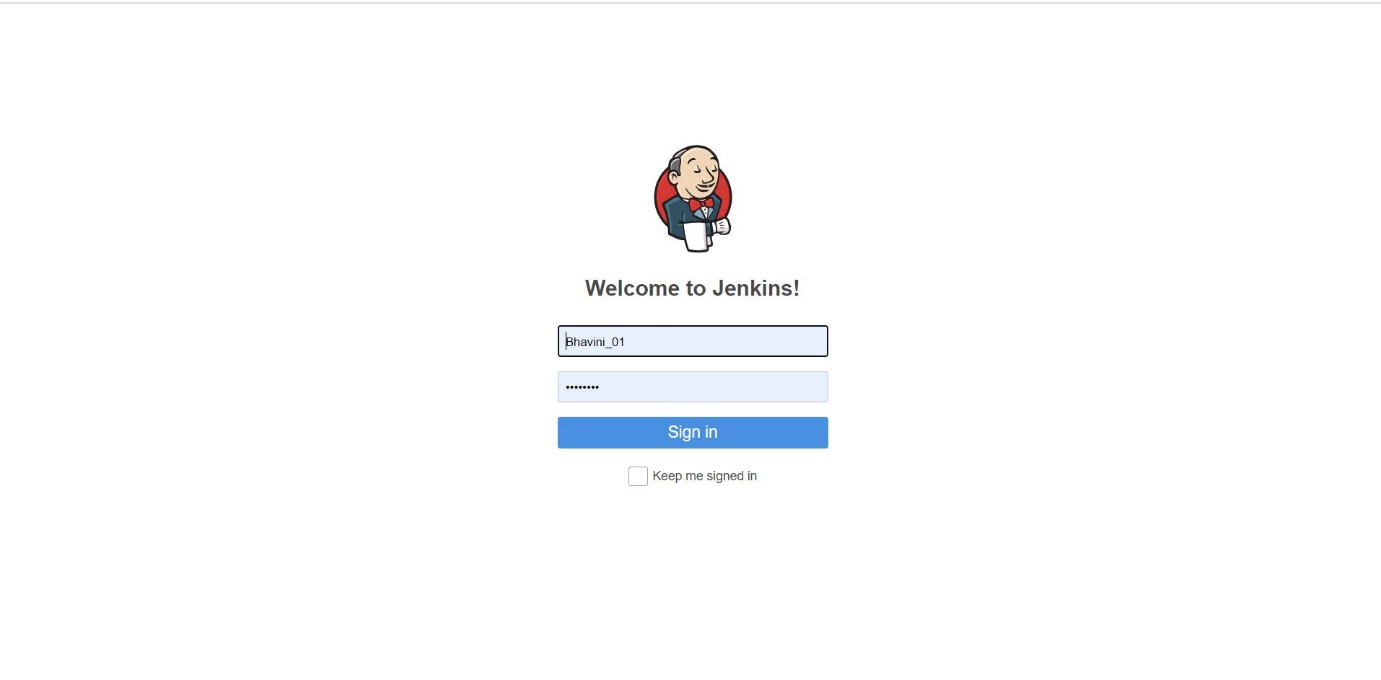 Welcome to Jenkins!
Bhavini_01
••••••••
Sign in
Keep me signed in